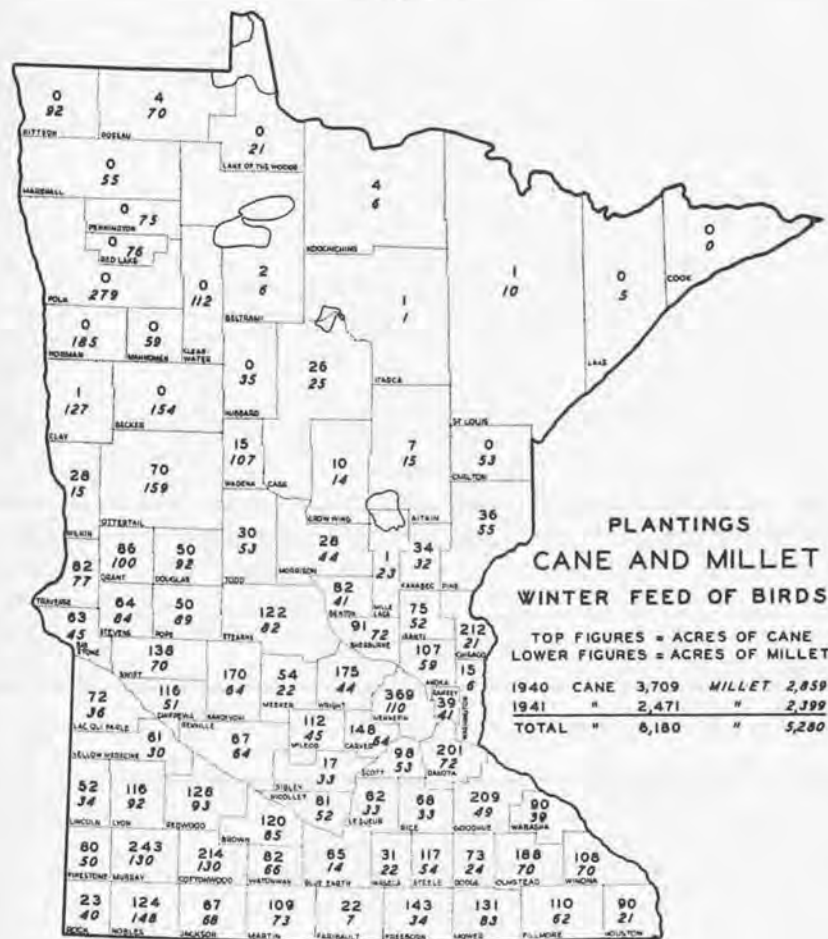 0
92
KITTSON
4
70
ROSEAU
0
21
LAKE OF THE WOODS
0
55
MARSHALL
4
6
KOOCHICHING
0 75
PENNINGTON
0 76
RED LAKE
0
279
POLK
0
112
CLEAR-
WATER
2
6
BELTRAMI
1
1
ITASCA
1
10
ST LOUIS
0
5
LAKE
0
0
COOK
0
185
NORMAN
0
59
MAHNOMEN
0
35
HUBBARD
26
25
CASS
1
127
CLAY
0
154
BECKER
15
107
WADENA
10
14
CROW WING
7
15
AITKIN
0
53
CARLTON
28
15
WILKIN
70
159
OTTERTAIL
30
53
TODD
28
44
MORRISON
1
23
MILLE
LACS
34
32
KANABEC
36
55
PINE
82
77
TRAVERSE
86
100
GRANT
50
92
DOUGLAS
82
41
BENTON
63
45
BIG
STONE
64
84
STEVENS
50
89
POPE
122
82
STEARNS
91 72
SHERBURNE
75
52
ISANTI
212
21
CHISAGO
138
70
SWIFT
170
64
KANDIYOHI
54
22
MEEKER
175
44
WRIGHT
107
59
ANOKA
15
6
WASHINGTON
369
110
HENNEPIN
RAMSEY
39
41
72
36
LAC QUI PARLE
116
51
CHIPPEWA
67
64
RENVILLE
112
45
McLEOD
148
64
CARVER
61
30
YELLOW MEDICINE
17
33
SIBLEY
98
53
SCOTT
201
72
DAKOTA
52
34
LINCOLN
116
92
LYON
128
93
REDWOOD
120
85
BROWN
81
52
NICOLLET
62
33
LE SUEUR
68
33
RICE
209
49
GOODHUE
90
39
WABASHA
80
50
PIPESTONE
243
130
MURRAY
214
130
COTTONWOOD
82
66
WATONWAN
85
14
BLUE EARTH
31
22
WASECA
117
54
STEELE
73
24
DODGE
188
70
OLMSTEAD
108
70
WINONA
23
40
ROCK
124
148
NOBLES
67
68
JACKSON
109
73
MARTIN
22
7
FARIBAULT
143
34
FREEBORN
131
83
MOWER
110
62
FILLMORE
90
21
HOUSTON
PLANTINGS
CANE AND MILLET
WINTER FEED OF BIRDS
TOP FIGURES = ACRES OF CANE
LOWER FIGURES = ACRES OF MILLET
1940 CANE 3,709 MILLET 2,859
1941 " 2,471 " 2,399
TOTAL " 6,180 " 5,280